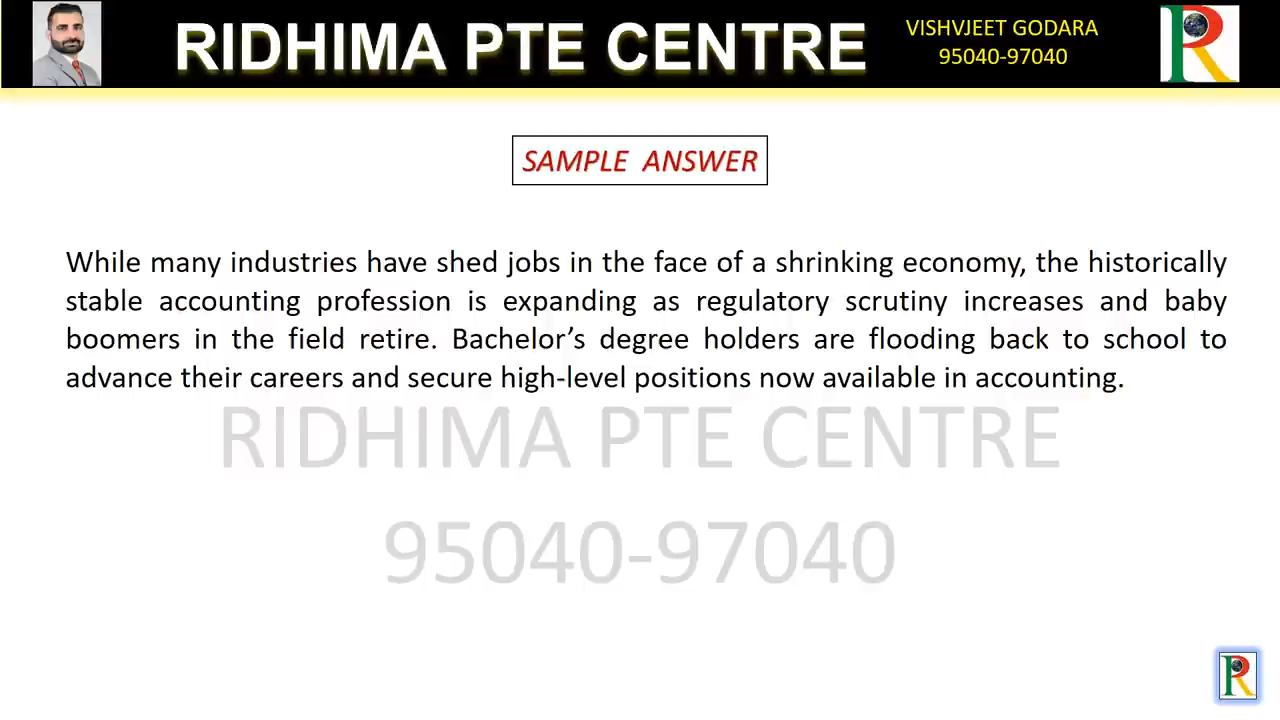 RIDHIMA PTE CENTRE
VISHVJEET GODARA
95040-97040
SAMPLE ANSWER
While many industries have shed jobs in the face of a shrinking economy, the historically
stable accounting profession is expanding as regulatory scrutiny increases and baby
boomers in the field retire. Bachelor’s degree holders are flooding back to school to
advance their careers and secure high-level positions now available in accounting.
RIDHIMA PTE CENTRE
95040-97040